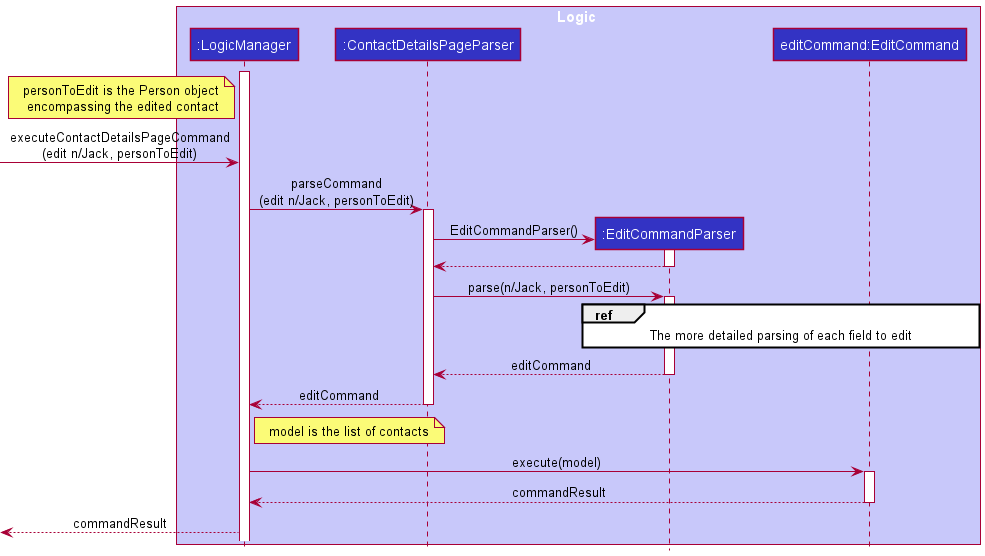 Logic
:LogicManager
:ContactDetailsPageParser
editCommand:EditCommand
personToEdit is the Person object
encompassing the edited contact
executeContactDetailsPageCommand
(edit n/Jack, personToEdit)
parseCommand
(edit n/Jack, personToEdit)
EditCommandParser()
:EditCommandParser
parse(n/Jack, personToEdit)
ref
The more detailed parsing of each field to edit
editCommand
editCommand
model is the list of contacts
execute(model)
commandResult
commandResult